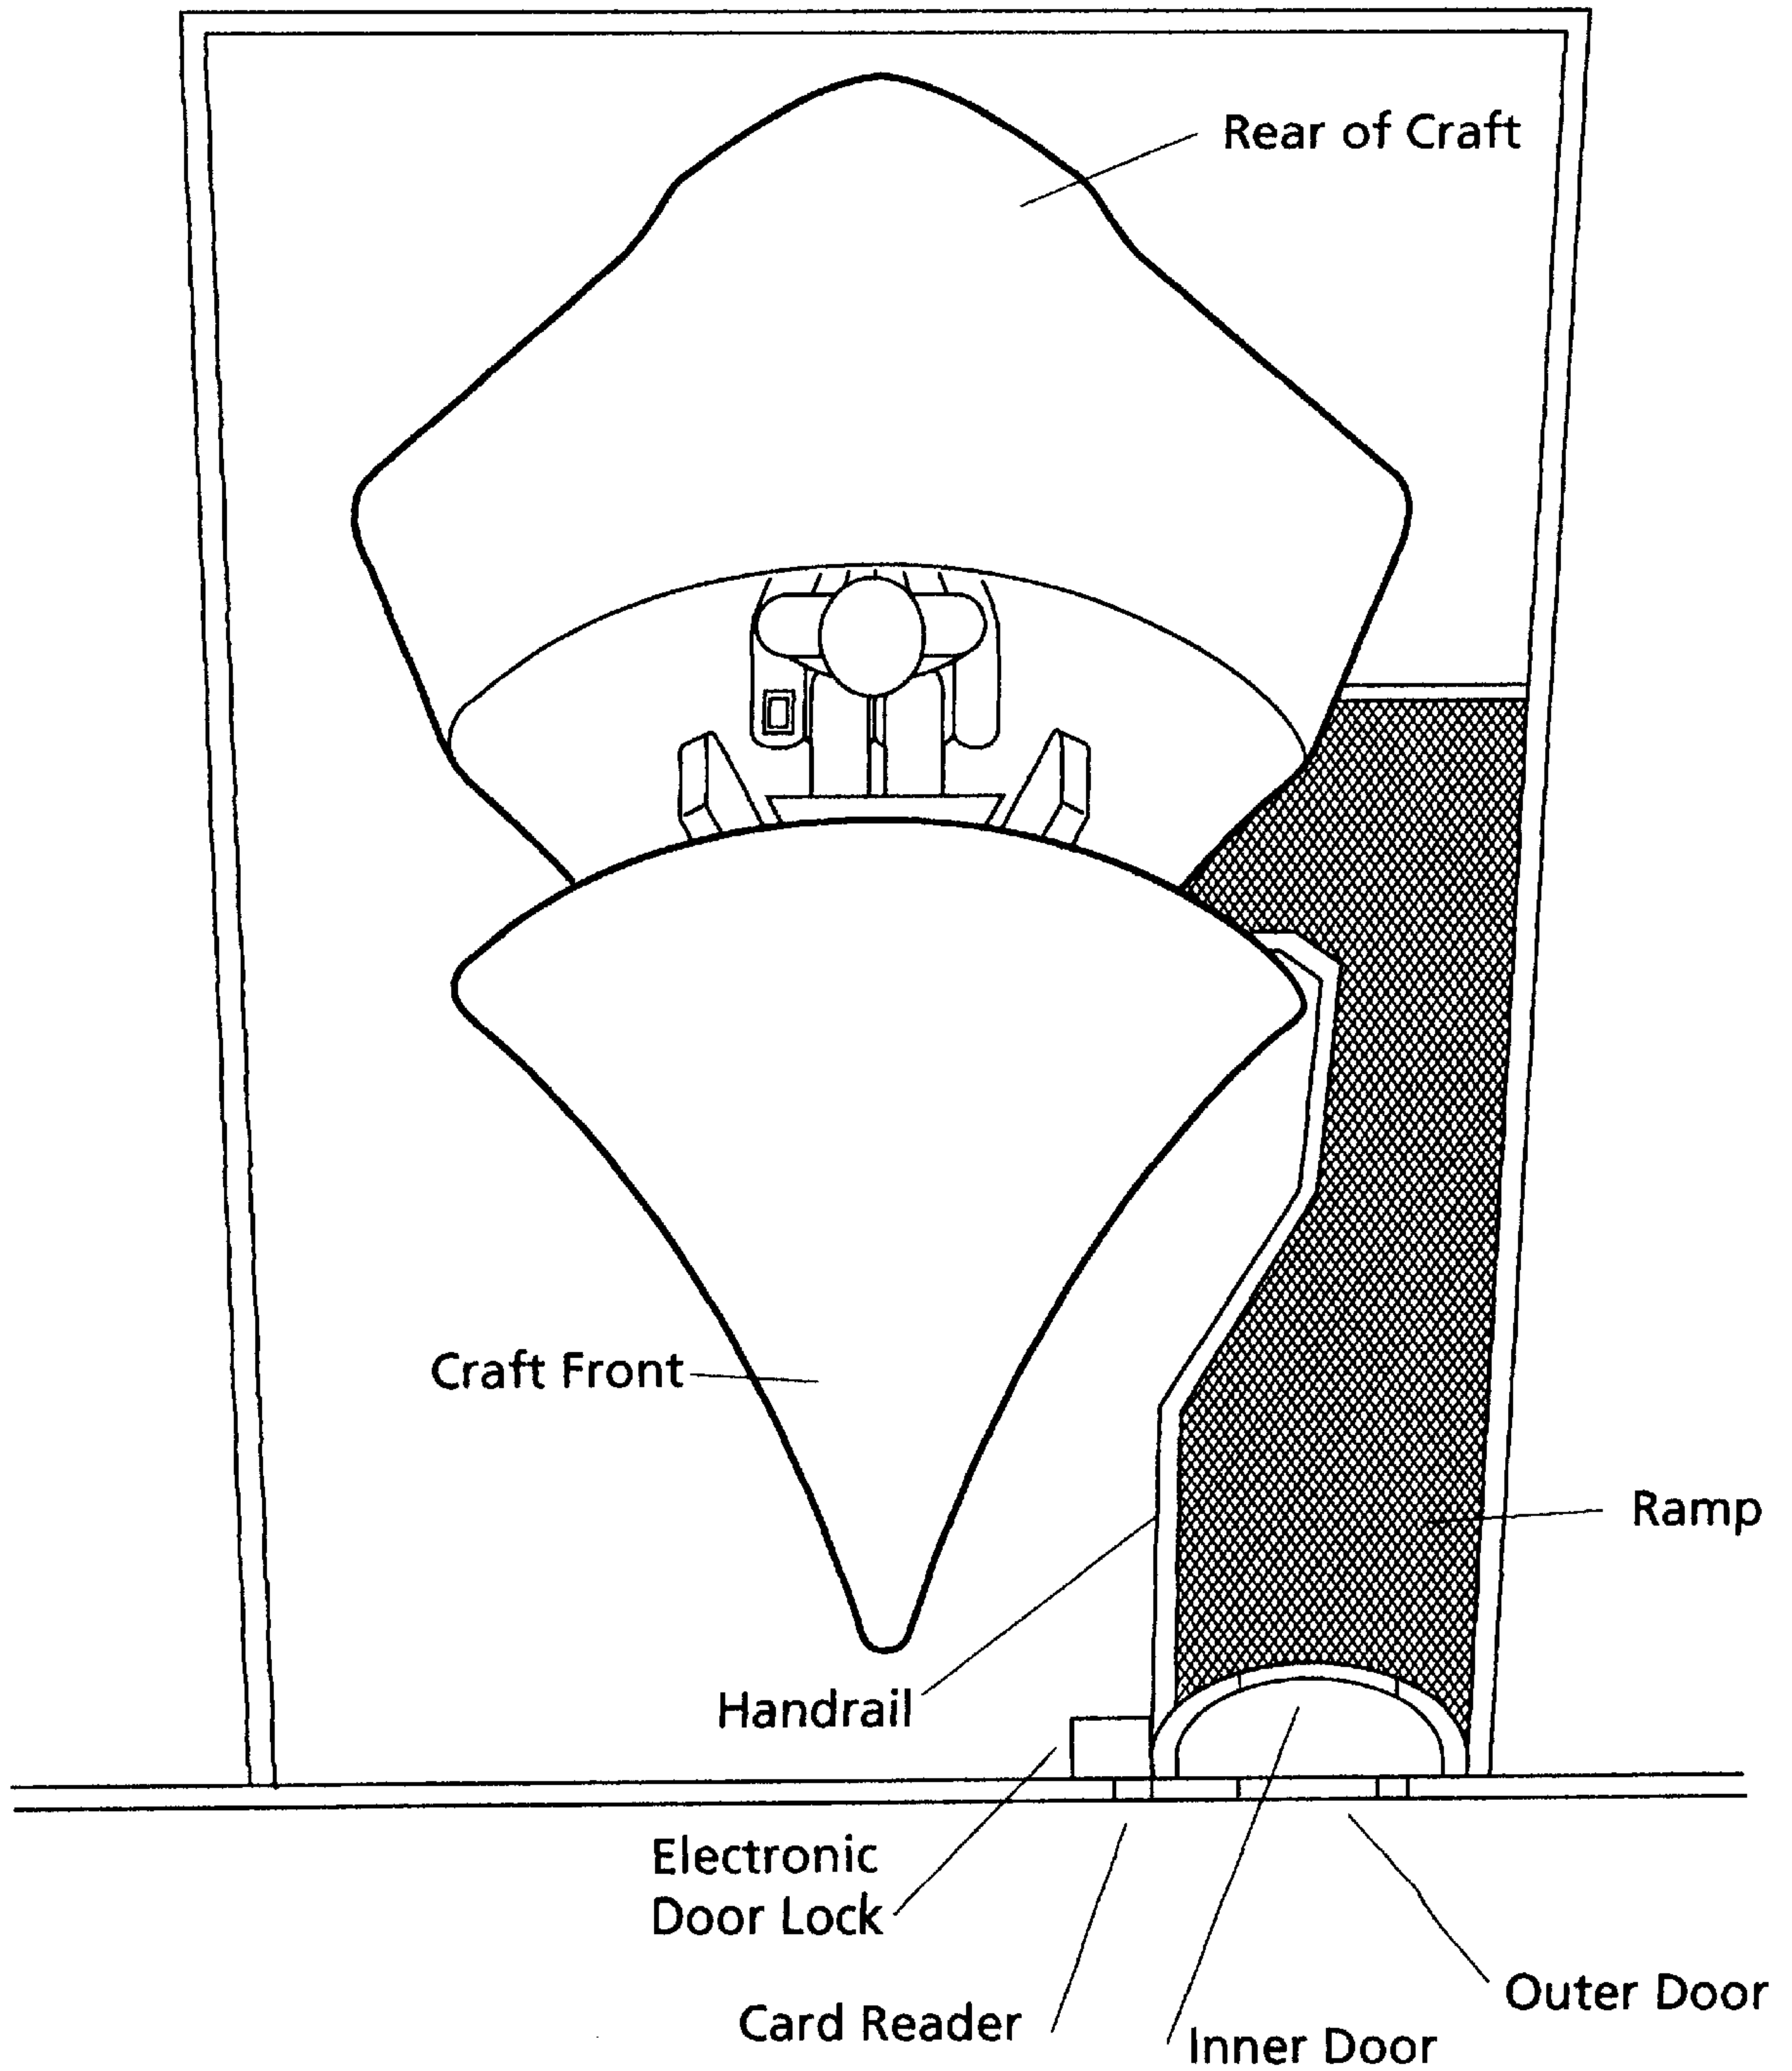 Rear of Craft
Craft Front
Ramp
Handrail
Electronic
Door Lock
Outer Door
Card Reader
Inner Door